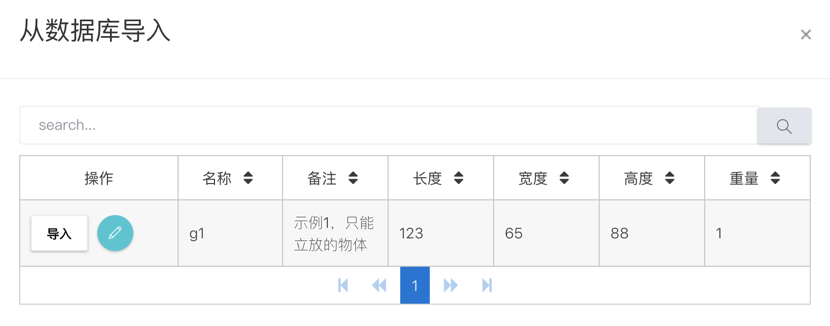 从数据库导入
×
search...
操作 名称 备注 长度 宽度 高度 重量
导入 g1 示例1，只能 123 65 88 1
立放的物体
1